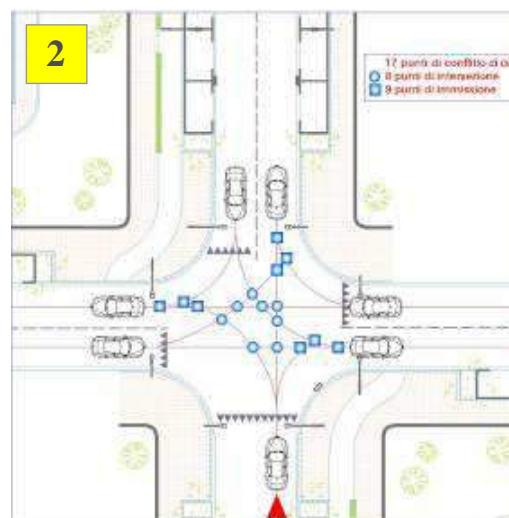 2
17 punti di conflitto di
8 punti di intersezione
9 punti di immissione